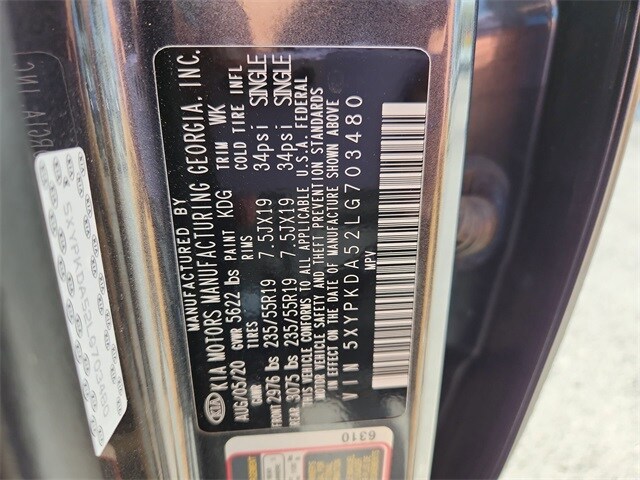 MANUFACTURED BY
KIA KIA MOTORS MANUFACTURING GEORGIA, INC.
AUG/05/20 GVWR 5622 lbs PAINT KDG TRIM WK
GAWR TIRES RIMS COLD TIRE INFL
FRONT 2976 lbs 235/55R19 7.5JX19 34psi SINGLE
REAR 3075 lbs 235/55R19 7.5JX19 34psi SINGLE
THIS VEHICLE CONFORMS TO ALL APPLICABLE U.S.A. FEDERAL
MOTOR VEHICLE SAFETY AND THEFT PREVENTION STANDARDS
IN EFFECT ON THE DATE OF MANUFACTURE SHOWN ABOVE
VIN 5XYPKDA52LG703480
MPV
6310